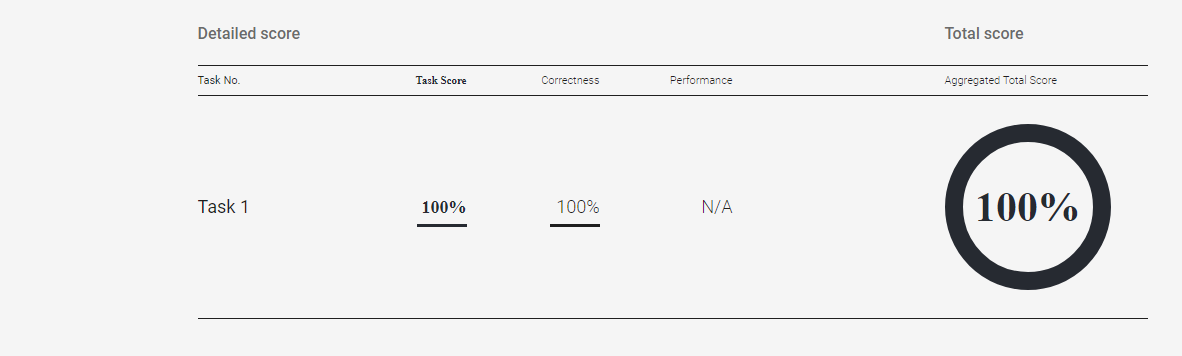 Detailed score Total score
Task No. Task Score Correctness Performance Aggregated Total Score
Task 1 100% 100% N/A 100%